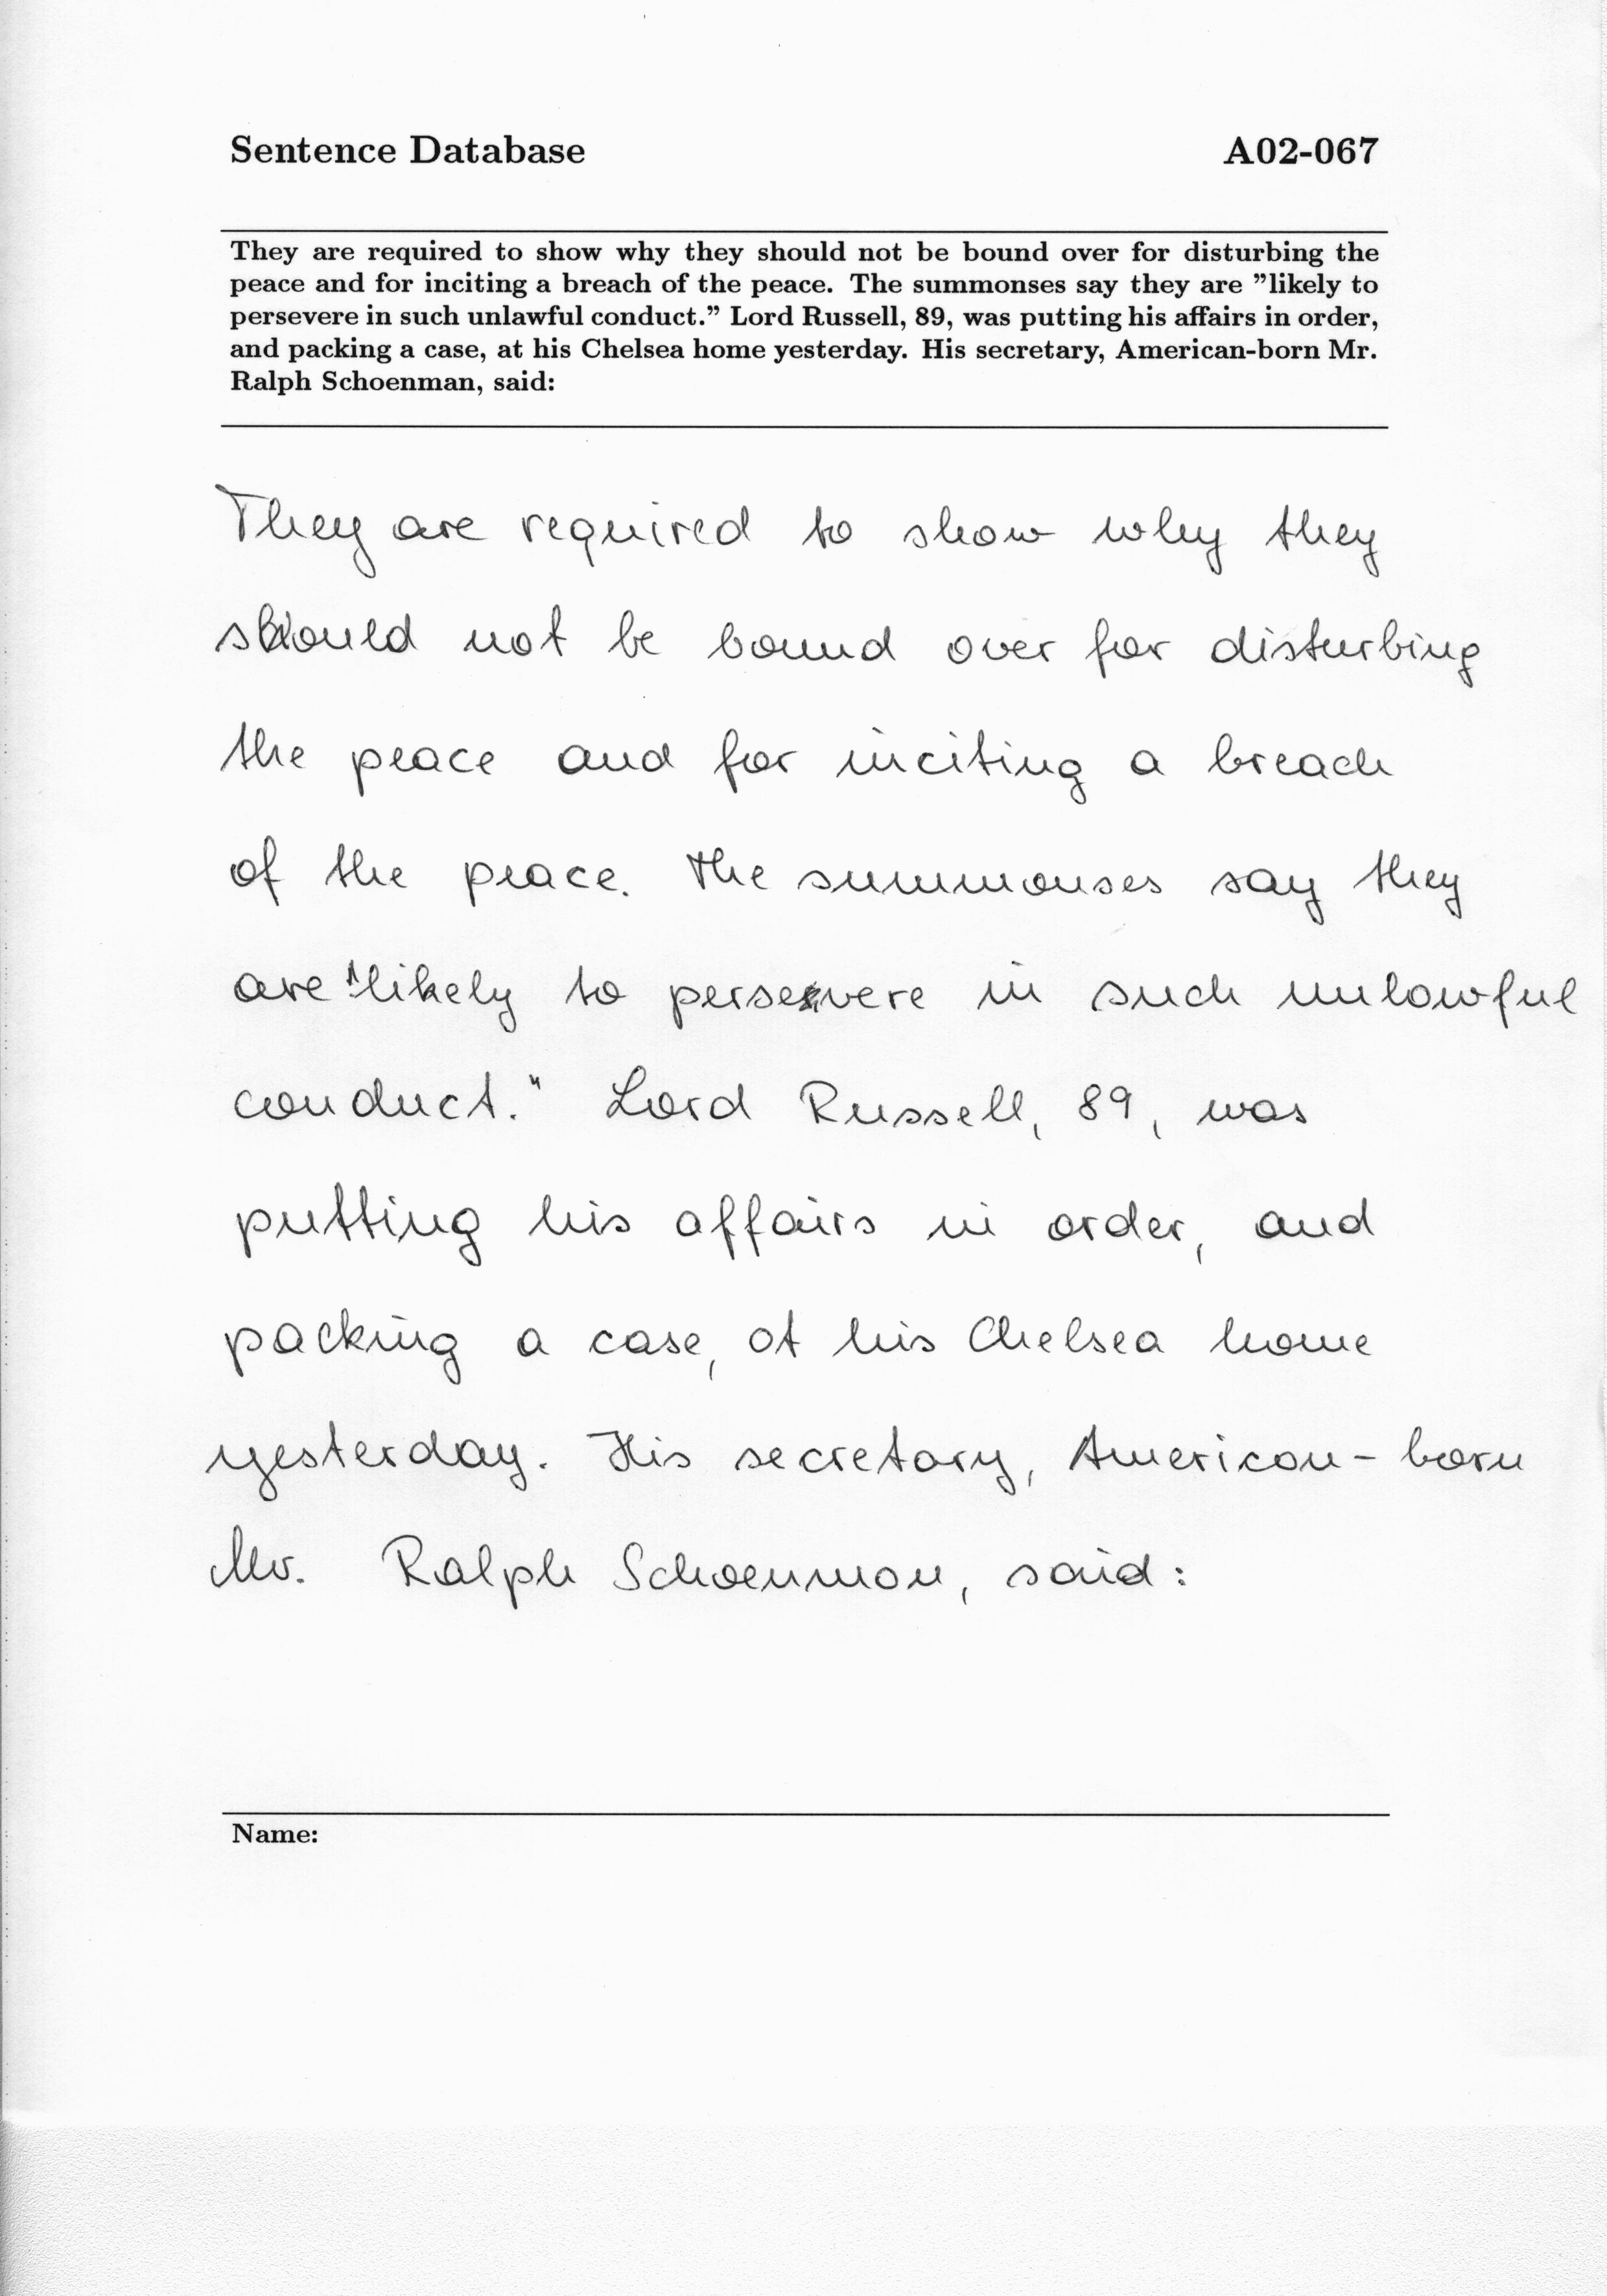 Sentence Database A02-067
They are required to show why they should not be bound over for disturbing the
peace and for inciting a breach of the peace. The summonses say they are ”likely to
persevere in such unlawful conduct.” Lord Russell, 89, was putting his affairs in order,
and packing a case, at his Chelsea home yesterday. His secretary, American-born Mr.
Ralph Schoenman, said:
They are required to show why they
should not be bound over for disturbing
the peace and for inciting a breach
of the peace. The summonses say they
are "likely to persevere in such unlawful
conduct." Lord Russell, 89, was
putting his affairs in order, and
packing a case, at his Chelsea home
yesterday. His secretary, American-born
Mr. Ralph Schoenman, said:
Name: